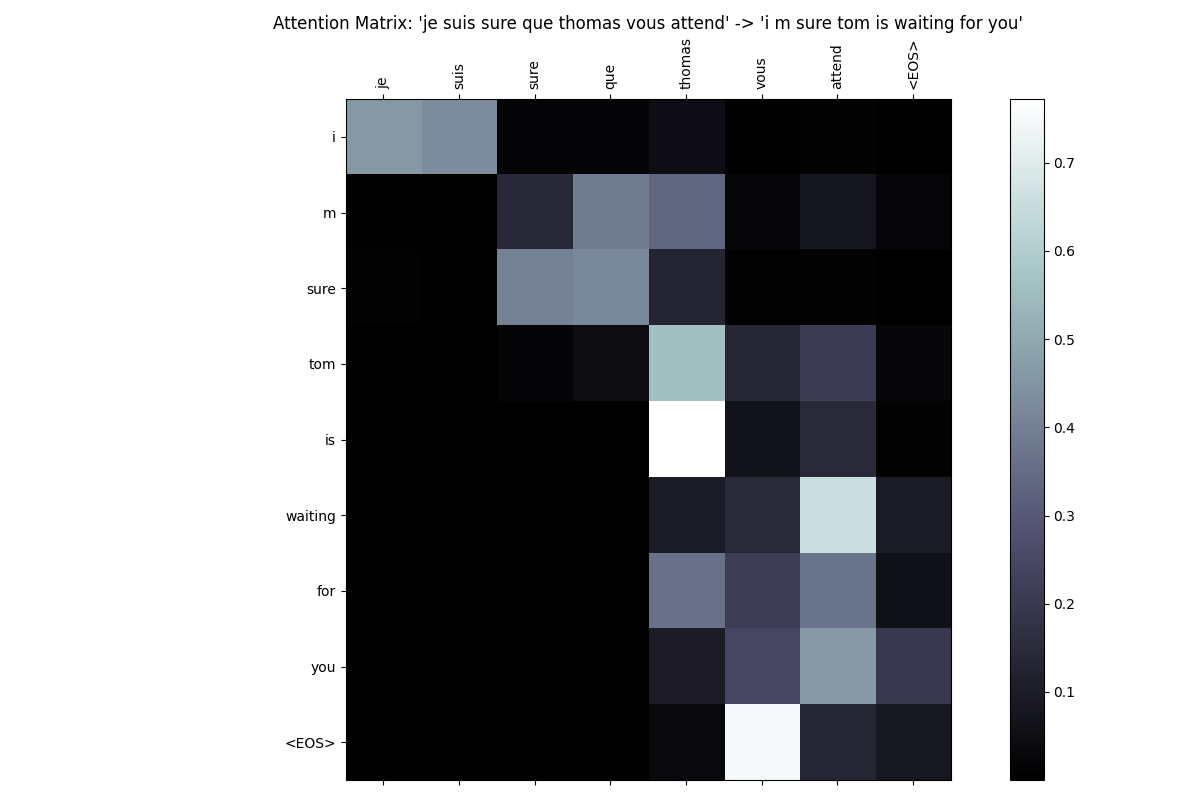 Attention Matrix: 'je suis sure que thomas vous attend' -> 'i m sure tom is waiting for you'
je suis sure que thomas vous attend <EOS>
i
m
sure
tom
is
waiting
for
you
<EOS>
0.7
0.6
0.5
0.4
0.3
0.2
0.1